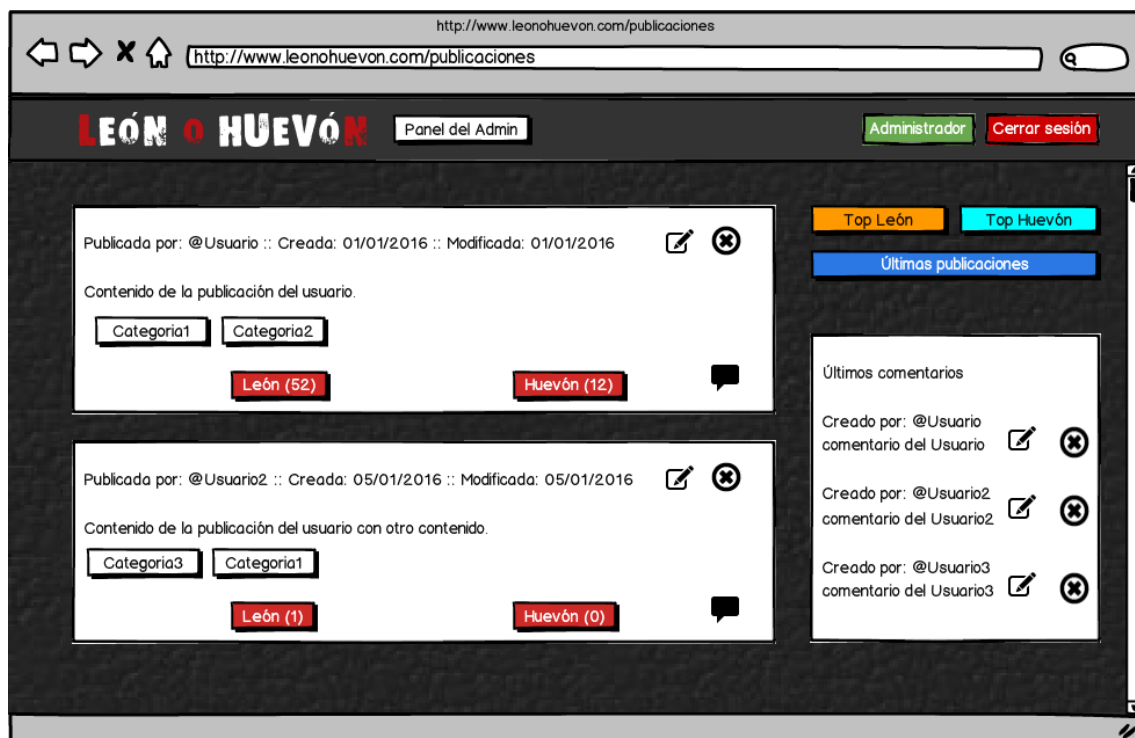 http://www.leonohuevon.com/publicaciones
http://www.leonohuevon.com/publicaciones
LEÓN O HUEVÓN
Panel del Admin
Administrador
Cerrar sesión
Publicada por: @Usuario :: Creada: 01/01/2016 :: Modificada: 01/01/2016
Contenido de la publicación del usuario.
Categoria1
Categoria2
León (52)
Huevón (12)
Publicada por: @Usuario2 :: Creada: 05/01/2016 :: Modificada: 05/01/2016
Contenido de la publicación del usuario con otro contenido.
Categoria3
Categoria1
León (1)
Huevón (0)
Top León
Top Huevón
Últimas publicaciones
Últimos comentarios
Creado por: @Usuario
comentario del Usuario
Creado por: @Usuario2
comentario del Usuario2
Creado por: @Usuario3
comentario del Usuario3